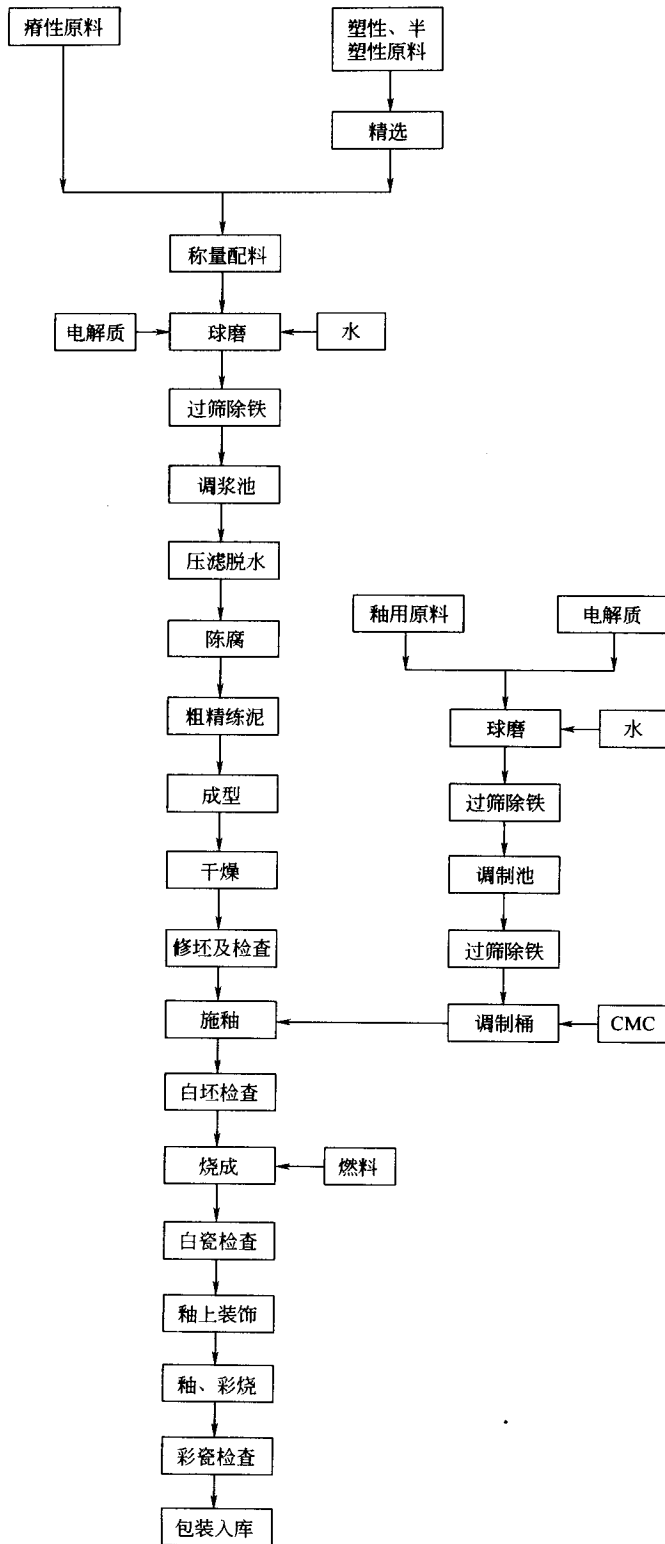 瘠性原料
塑性、半
塑性原料
精选
称量配料
电解质
球磨
水
过筛除铁
调浆池
压滤脱水
陈腐
粗精练泥
成型
干燥
修坯及检查
釉用原料
电解质
球磨
水
过筛除铁
调制池
过筛除铁
施釉
调制桶
CMC
白坯检查
烧成
燃料
白瓷检查
釉上装饰
釉、彩烧
彩瓷检查
包装入库